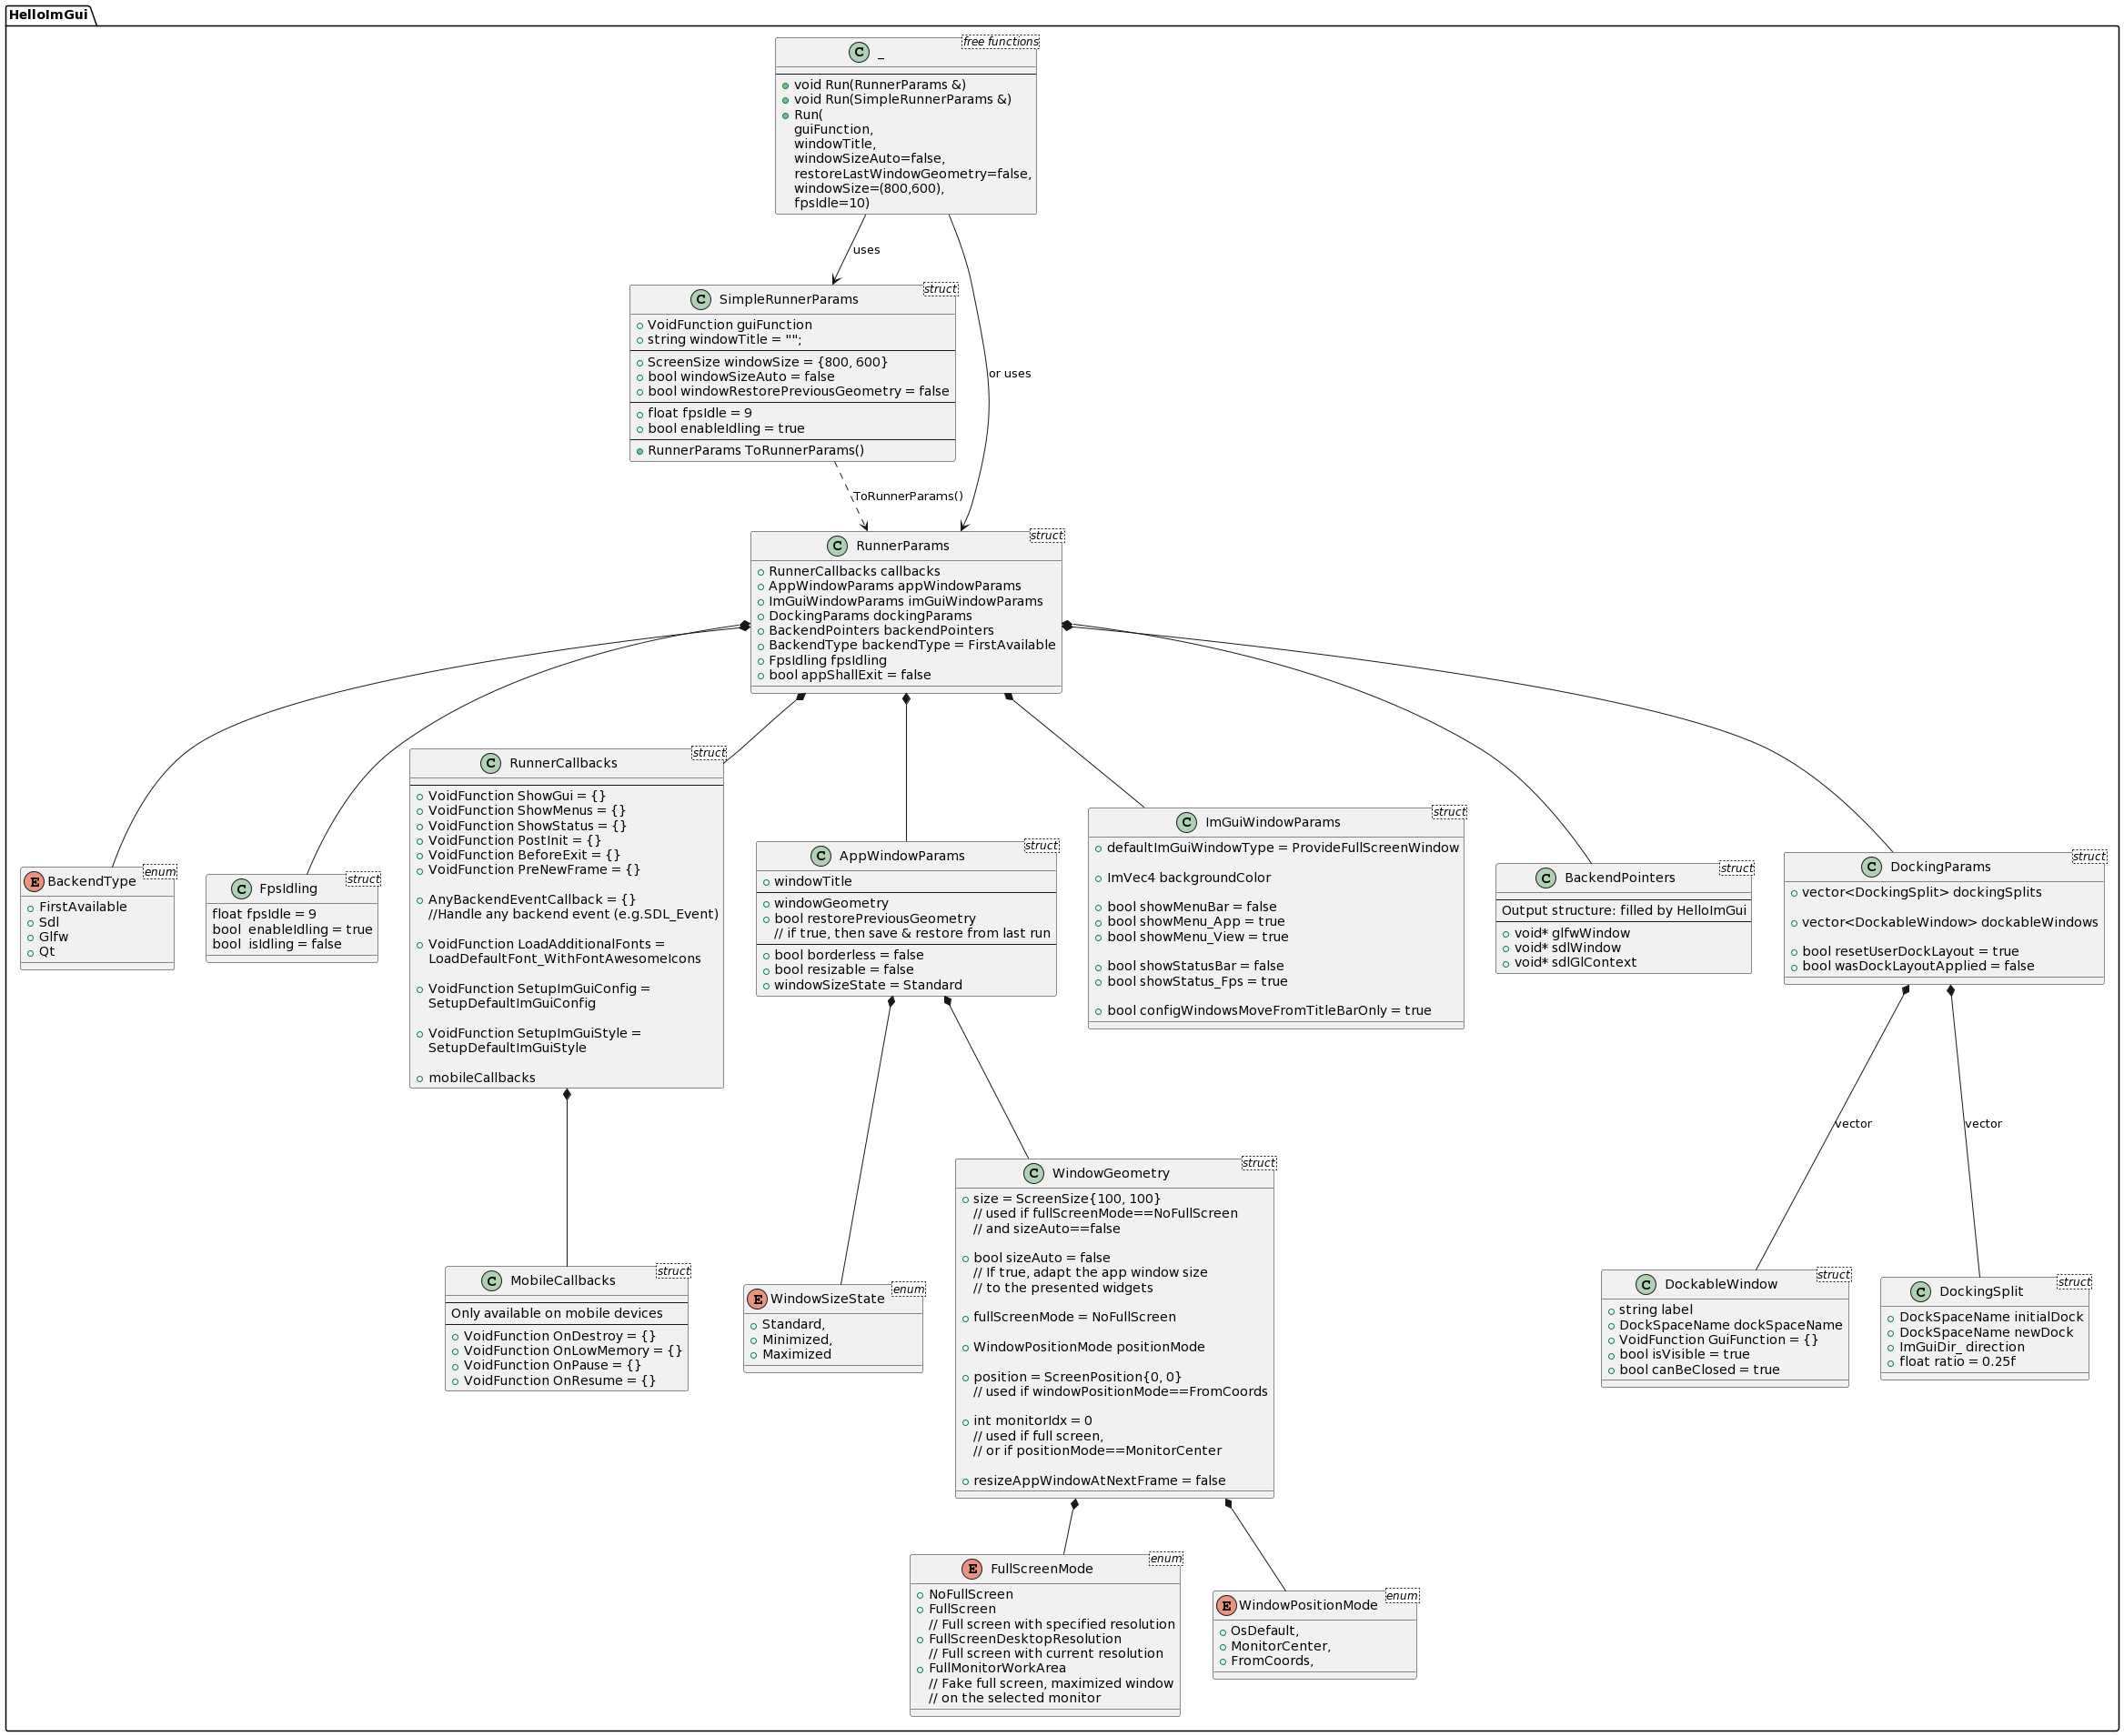 HelloImGui
C _
free functions
void Run(RunnerParams &)
void Run(SimpleRunnerParams &)
Run(
guiFunction,
windowTitle,
windowSizeAuto=false,
restoreLastWindowGeometry=false,
windowSize=(800,600),
fpsIdle=10)
uses
or uses
C SimpleRunnerParams
struct
VoidFunction guiFunction
string windowTitle = "";
ScreenSize windowSize = {800, 600}
bool windowSizeAuto = false
bool windowRestorePreviousGeometry = false
float fpsIdle = 9
bool enableIdling = true
RunnerParams ToRunnerParams()
ToRunnerParams()
C RunnerParams
struct
RunnerCallbacks callbacks
AppWindowParams appWindowParams
ImGuiWindowParams imGuiWindowParams
DockingParams dockingParams
BackendPointers backendPointers
BackendType backendType = FirstAvailable
FpsIdling fpsIdling
bool appShallExit = false
E BackendType
enum
FirstAvailable
Sdl
Glfw
Qt
C FpsIdling
struct
float fpsIdle = 9
bool  enableIdling = true
bool  isIdling = false
C RunnerCallbacks
struct
VoidFunction ShowGui = {}
VoidFunction ShowMenus = {}
VoidFunction ShowStatus = {}
VoidFunction PostInit = {}
VoidFunction BeforeExit = {}
VoidFunction PreNewFrame = {}
AnyBackendEventCallback = {}
//Handle any backend event (e.g.SDL_Event)
VoidFunction LoadAdditionalFonts =
LoadDefaultFont_WithFontAwesomeIcons
VoidFunction SetupImGuiConfig =
SetupDefaultImGuiConfig
VoidFunction SetupImGuiStyle =
SetupDefaultImGuiStyle
mobileCallbacks
C AppWindowParams
struct
windowTitle
windowGeometry
bool restorePreviousGeometry
// if true, then save & restore from last run
bool borderless = false
bool resizable = false
windowSizeState = Standard
C ImGuiWindowParams
struct
defaultImGuiWindowType = ProvideFullScreenWindow
ImVec4 backgroundColor
bool showMenuBar = false
bool showMenu_App = true
bool showMenu_View = true
bool showStatusBar = false
bool showStatus_Fps = true
bool configWindowsMoveFromTitleBarOnly = true
C BackendPointers
struct
Output structure: filled by HelloImGui
void* glfwWindow
void* sdlWindow
void* sdlGlContext
C DockingParams
struct
vector<DockingSplit> dockingSplits
vector<DockableWindow> dockableWindows
bool resetUserDockLayout = true
bool wasDockLayoutApplied = false
vector
vector
C MobileCallbacks
struct
Only available on mobile devices
VoidFunction OnDestroy = {}
VoidFunction OnLowMemory = {}
VoidFunction OnPause = {}
VoidFunction OnResume = {}
E WindowSizeState
enum
Standard,
Minimized,
Maximized
C WindowGeometry
struct
size = ScreenSize{100, 100}
// used if fullScreenMode==NoFullScreen
// and sizeAuto==false
bool sizeAuto = false
// If true, adapt the app window size
// to the presented widgets
fullScreenMode = NoFullScreen
WindowPositionMode positionMode
position = ScreenPosition{0, 0}
// used if windowPositionMode==FromCoords
int monitorIdx = 0
// used if full screen,
// or if positionMode==MonitorCenter
resizeAppWindowAtNextFrame = false
C DockableWindow
struct
string label
DockSpaceName dockSpaceName
VoidFunction GuiFunction = {}
bool isVisible = true
bool canBeClosed = true
C DockingSplit
struct
DockSpaceName initialDock
DockSpaceName newDock
ImGuiDir_ direction
float ratio = 0.25f
E FullScreenMode
enum
NoFullScreen
FullScreen
// Full screen with specified resolution
FullScreenDesktopResolution
// Full screen with current resolution
FullMonitorWorkArea
// Fake full screen, maximized window
// on the selected monitor
E WindowPositionMode
enum
OsDefault,
MonitorCenter,
FromCoords,